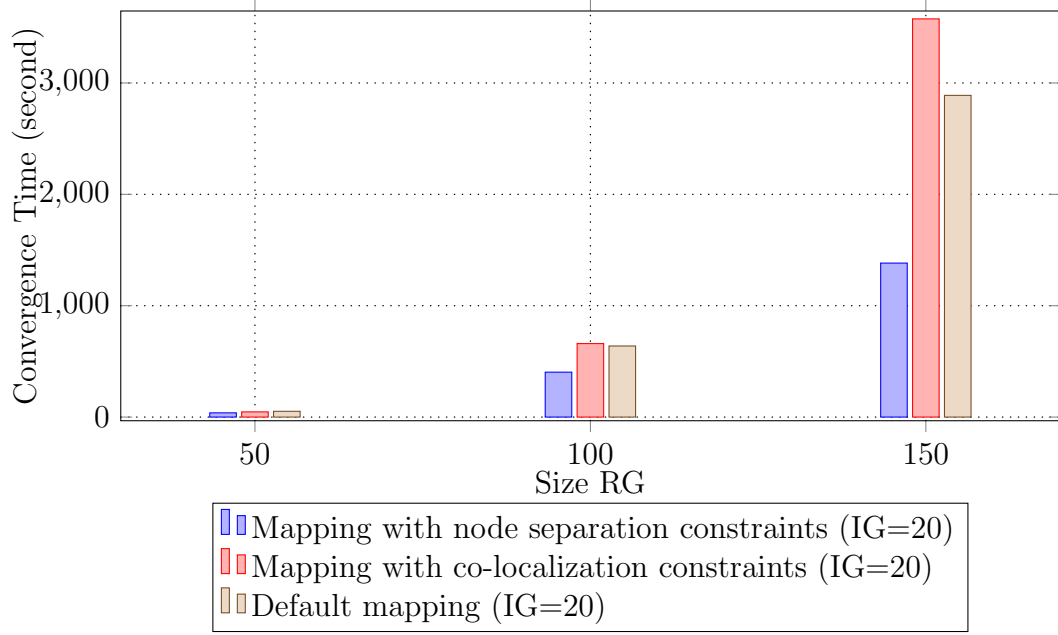 Convergence Time (second)
3,000
2,000
1,000
0
50 100 150
Size RG
Mapping with node separation constraints (IG=20)
Mapping with co-localization constraints (IG=20)
Default mapping (IG=20)